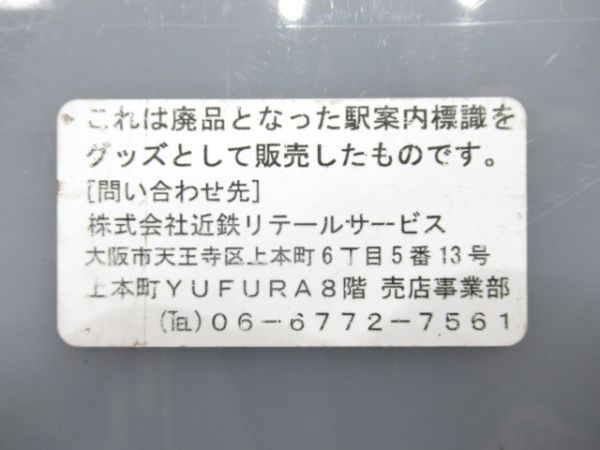 これは廃品となった駅案内標識を
グッズとして販売したものです。
[問い合わせ先]
株式会社近鉄リテールサービス
大阪市天王寺区上本町6丁目5番13号
上本町YUFURA8階 売店事業部
(℡)06-6772-7561